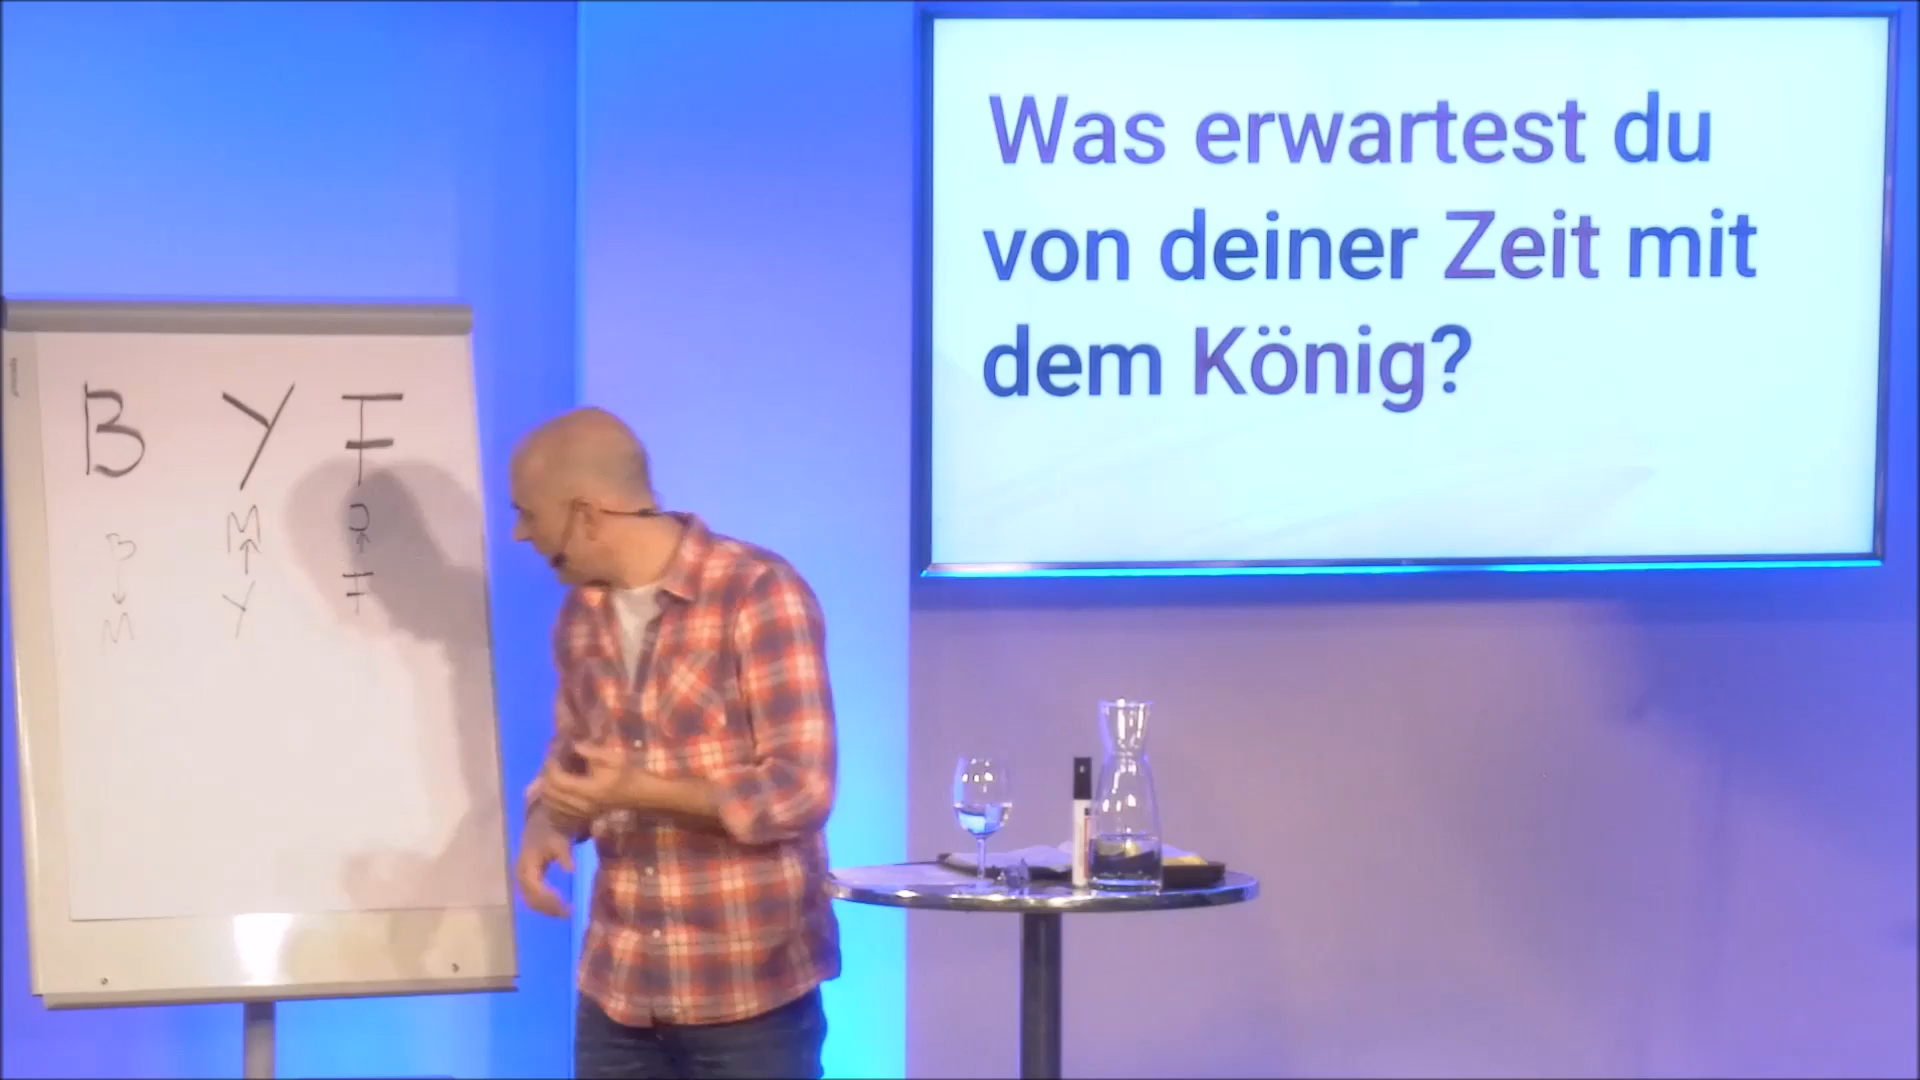 Was erwartest du
von deiner Zeit mit
dem König?
B Y F
B M D
M Y F